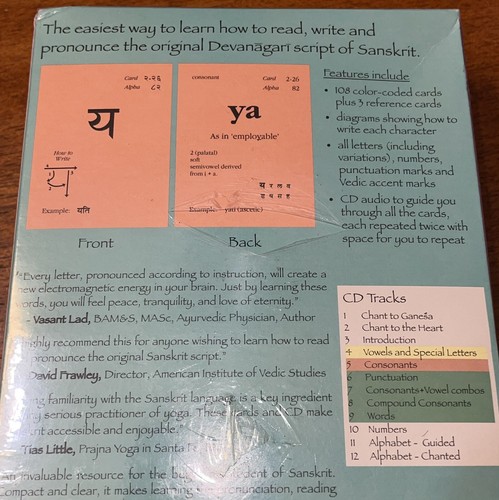 The easiest way to learn how to read, write and
pronounce the original Devanāgarī script of Sanskrit.
Card २-२६
Alpha ८२
य
How to
Write
Example: यति
Front
consonant Card 2-26
Alpha 82
ya
As in 'employable'
2 (palatal)
soft
semivowel derived
from i + a.
Example: yati (ascetic)
Back
Features include
• 108 color-coded cards
plus 3 reference cards
• diagrams showing how to
write each character
• all letters (including
variations), numbers,
punctuation marks and
Vedic accent marks
• CD audio to guide you
through all the cards,
each repeated twice with
space for you to repeat
"Every letter, pronounced according to instruction, will create
new electromagnetic energy in your brain. Just by learning these
words, you will feel peace, tranquility, and love of eternity."
- Vasant Lad, BAM&S, MASc, Ayurvedic Physician, Author
highly recommend this for anyone wishing to learn how to read
pronounce the original Sanskrit script."
David Frawley, Director, American Institute of Vedic Studies
ing familiarity with the Sanskrit language is a key ingredient
serious practitioner of yoga. These cards and CD make
it accessible and enjoyable."
Tias Little, Prajna Yoga in Santa
An invaluable resource for the student of Sanskrit.
Compact and clear, it makes learning pronunciation, reading
CD Tracks
1 Chant to Gaṇeśa
2 Chant to the Heart
3 Introduction
4 Vowels and Special Letters
5 Consonants
6 Punctuation
7 Consonants+Vowel combos
8 Compound Consonants
9 Words
10 Numbers
11 Alphabet - Guided
12 Alphabet - Chanted